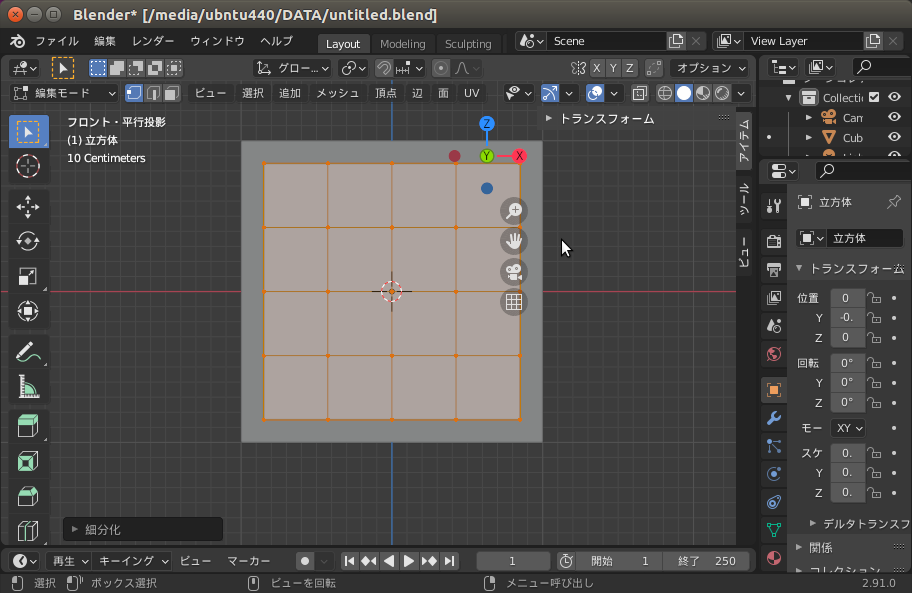 Blender* [/media/ubntu440/DATA/untitled.blend]
ファイル 編集 レンダー ウィンドウ ヘルプ Layout Modeling Sculpting Scene View Layer
グロー... X Y Z オプション
編集モード ビュー 選択 追加 メッシュ 頂点 辺 面 UV
フロント・平行投影
(1) 立方体
10 Centimeters
トランスフォーム
Z
Y X
アイテム
ツール
ビュー
細分化
Collecti
Cam
Cub
立方体
立方体
トランスフォーム
位置 0
Y -0.
Z 0
回転 0°
Y 0°
Z 0°
モー XY
スケ 0.
Y 0.
Z 0.
デルタトランスフ
関係
コレクション
再生 キーイング ビュー マーカー 1 開始 1 終了 250
選択 ボックス選択 ビューを回転 メニュー呼び出し 2.91.0